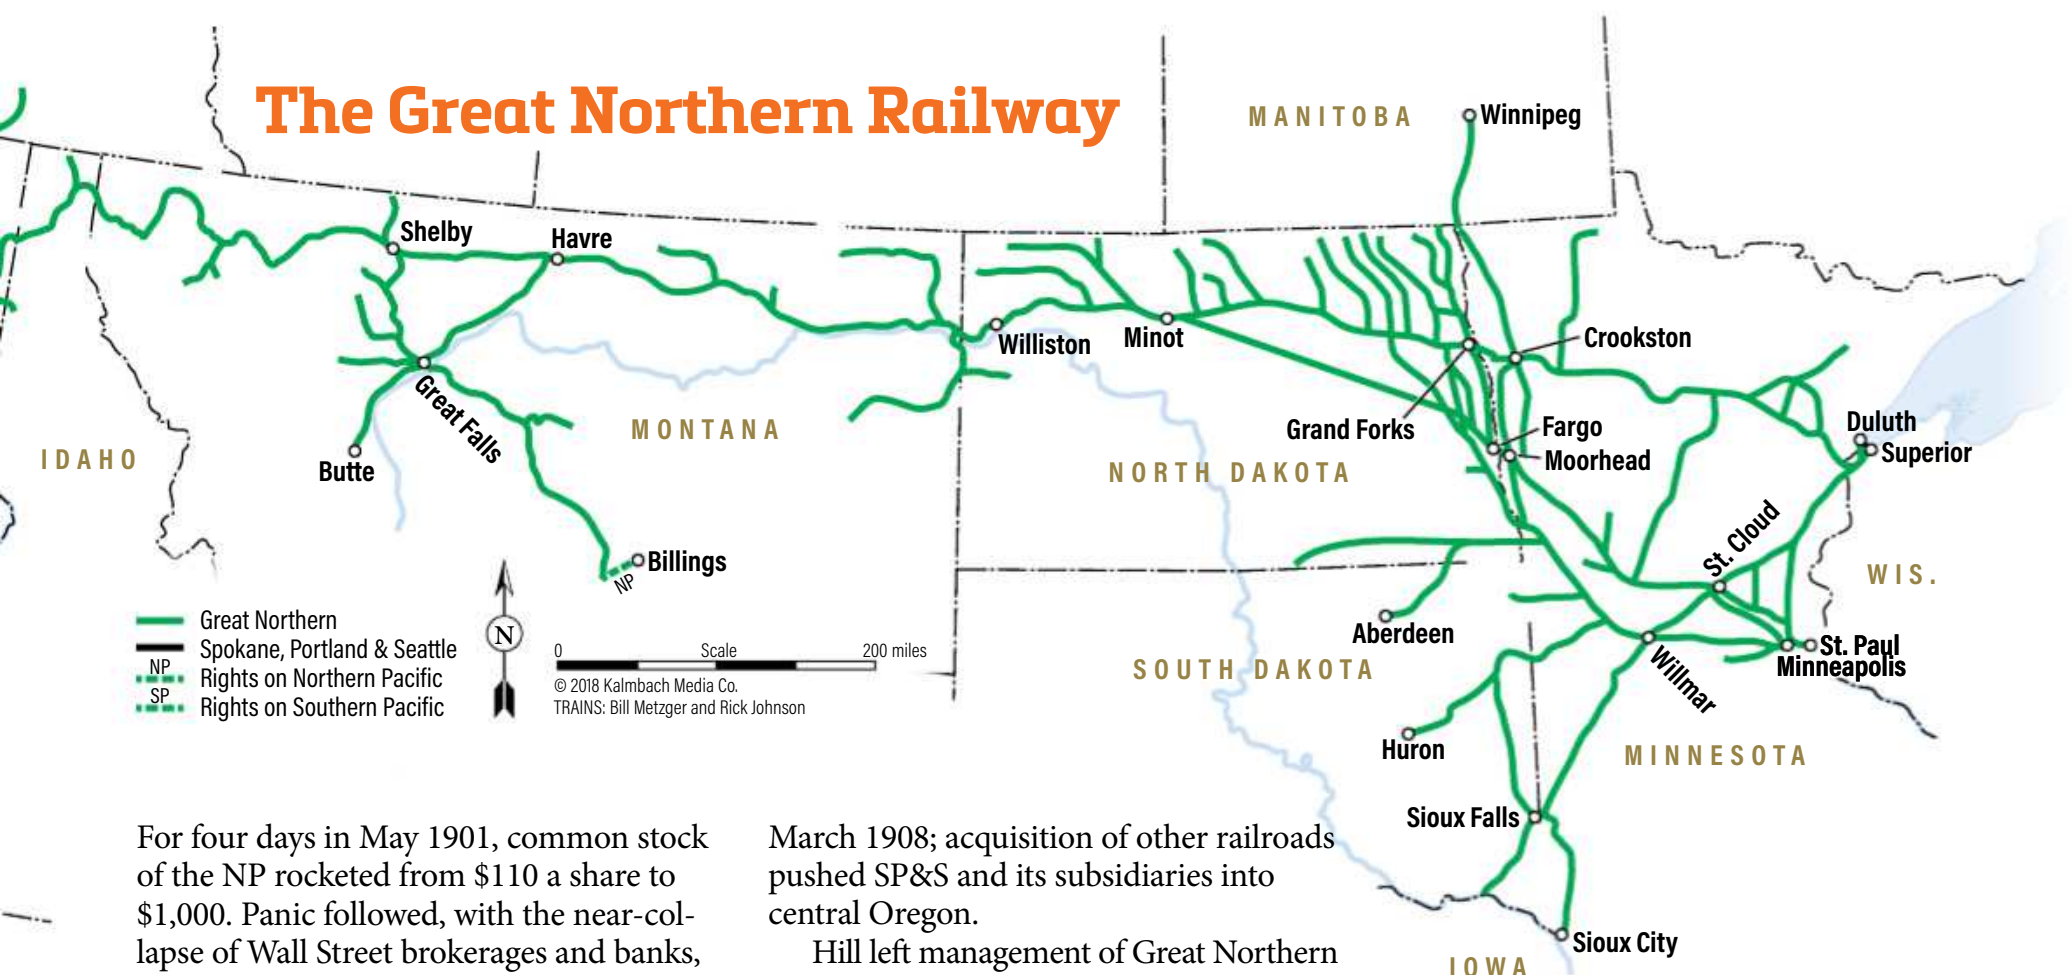 The Great Northern Railway
MANITOBA
Winnipeg
Shelby
Havre
Williston
Minot
Crookston
Grand Forks
Fargo
Moorhead
Duluth
Superior
Great Falls
MONTANA
IDAHO
Butte
NORTH DAKOTA
Billings
NP
St. Cloud
WIS.
Aberdeen
St. Paul
Minneapolis
Willmar
SOUTH DAKOTA
Huron
MINNESOTA
Sioux Falls
Sioux City
IOWA
Great Northern
Spokane, Portland & Seattle
NP
Rights on Northern Pacific
SP
Rights on Southern Pacific
N
0 Scale 200 miles
© 2018 Kalmbach Media Co.
TRAINS: Bill Metzger and Rick Johnson
For four days in May 1901, common stock
of the NP rocketed from $110 a share to
$1,000. Panic followed, with the near-col-
lapse of Wall Street brokerages and banks,
March 1908; acquisition of other railroads
pushed SP&S and its subsidiaries into
central Oregon.
Hill left management of Great Northern